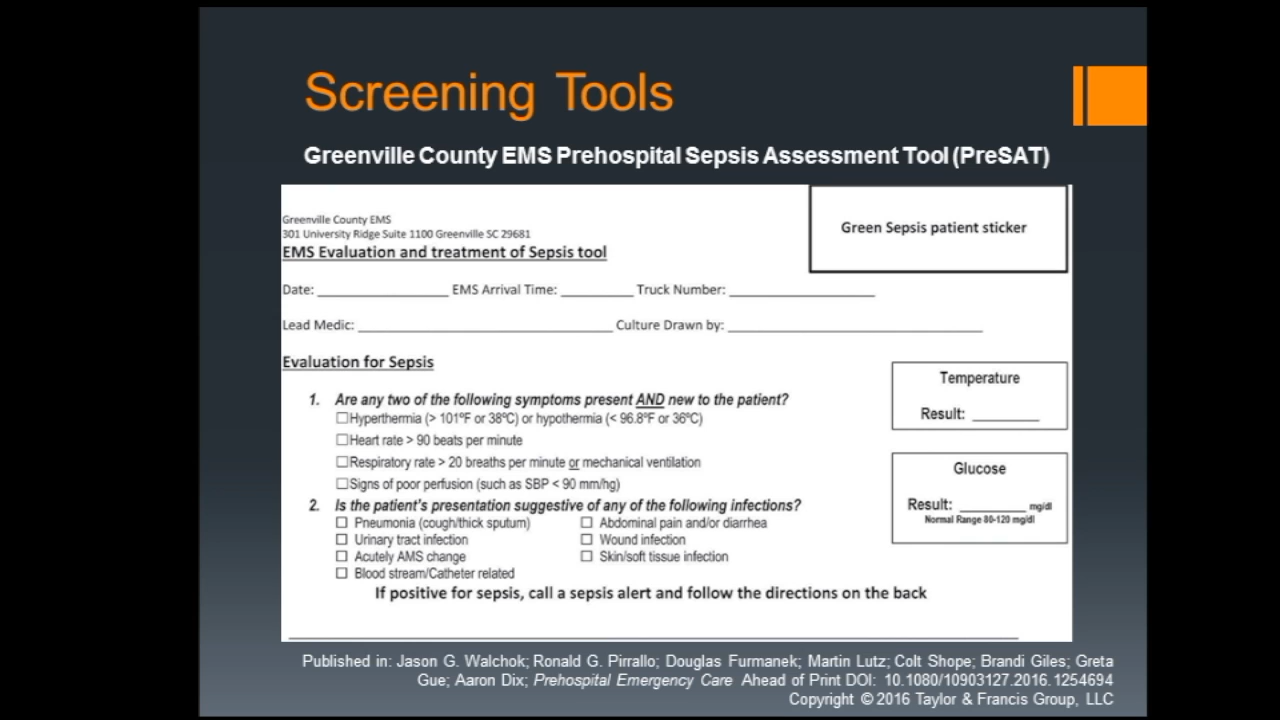 Screening Tools
Greenville County EMS Prehospital Sepsis Assessment Tool (PreSAT)
Greenville County EMS
301 University Ridge Suite 1100 Greenville SC 29681
EMS Evaluation and treatment of Sepsis tool
Green Sepsis patient sticker
Date: ________________ EMS Arrival Time: _________ Truck Number: __________________
Lead Medic: ________________________________ Culture Drawn by: ________________________________
Evaluation for Sepsis
1. Are any two of the following symptoms present AND new to the patient?
☐Hyperthermia (> 101ºF or 38ºC) or hypothermia (< 96.8ºF or 36ºC)
☐Heart rate > 90 beats per minute
☐Respiratory rate > 20 breaths per minute or mechanical ventilation
☐Signs of poor perfusion (such as SBP < 90 mm/hg)
2. Is the patient's presentation suggestive of any of the following infections?
☐ Pneumonia (cough/thick sputum) ☐ Abdominal pain and/or diarrhea
☐ Urinary tract infection ☐ Wound infection
☐ Acutely AMS change ☐ Skin/soft tissue infection
☐ Blood stream/Catheter related
Temperature
Result: ________
Glucose
Result: ________ mg/dl
Normal Range 80-120 mg/dl
If positive for sepsis, call a sepsis alert and follow the directions on the back
Published in: Jason G. Walchok; Ronald G. Pirrallo; Douglas Furmanek; Martin Lutz; Colt Shope; Brandi Giles; Greta
Gue; Aaron Dix; Prehospital Emergency Care Ahead of Print DOI: 10.1080/10903127.2016.1254694
Copyright © 2016 Taylor & Francis Group, LLC